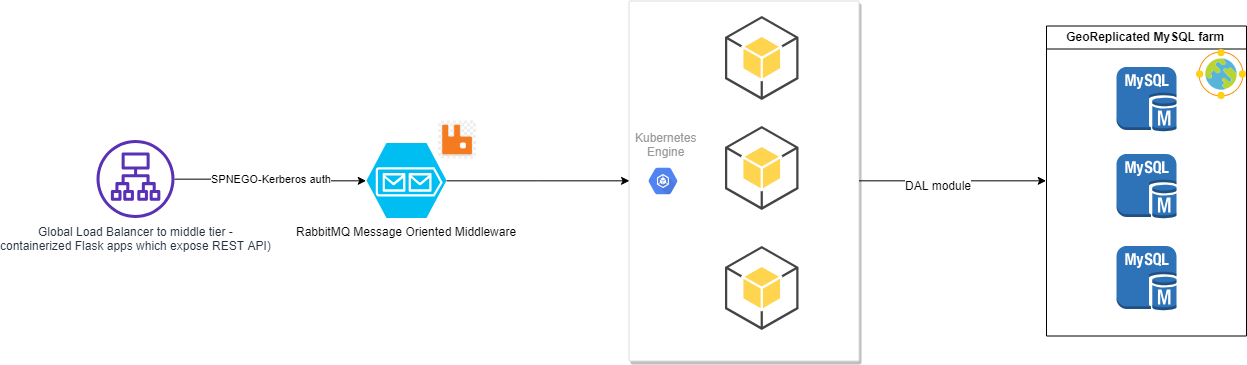 Global Load Balancer to middle tier -
containerized Flask apps which expose REST API)
SPNEGO-Kerberos auth
RabbitMQ Message Oriented Middleware
Kubernetes
Engine
DAL module
GeoReplicated MySQL farm
MySQL
M
MySQL
M
MySQL
M